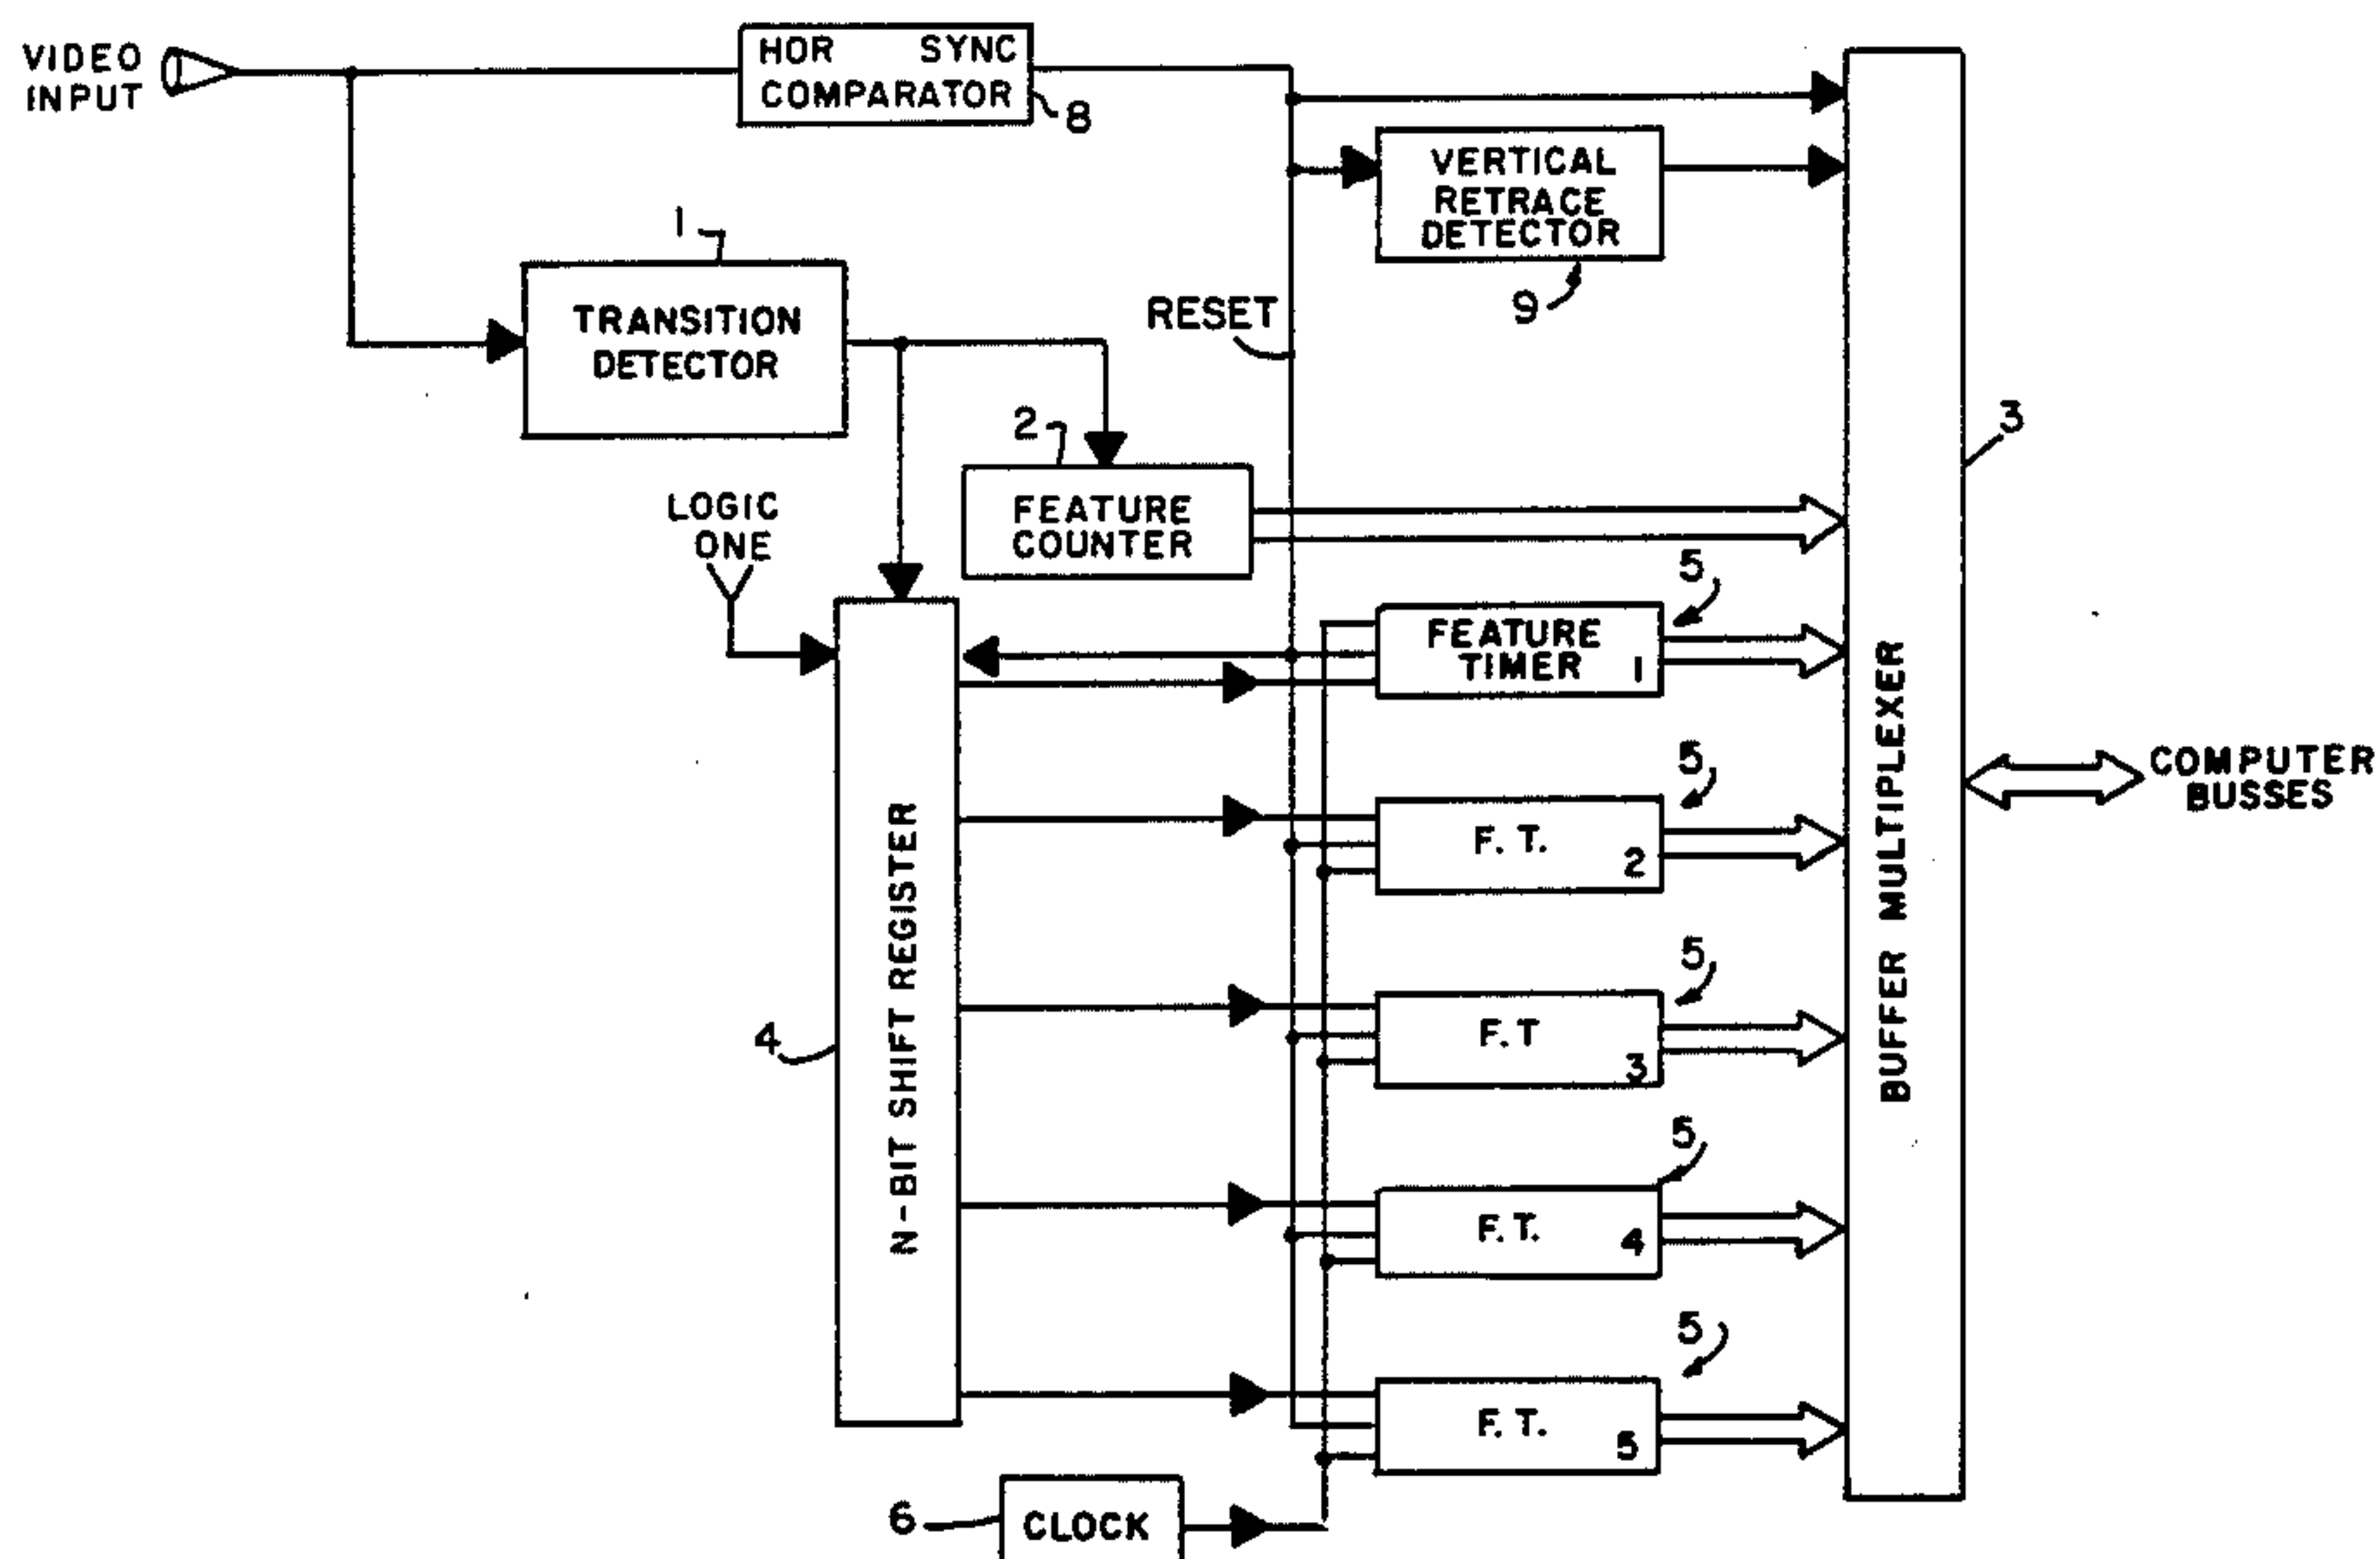 VIDEO
INPUT
HOR SYNC
COMPARATOR
8
VERTICAL
RETRACE
DETECTOR
9
1
TRANSITION
DETECTOR
RESET
2
FEATURE
COUNTER
3
LOGIC
ONE
5
FEATURE
TIMER 1
5
F. T.
2
BUFFER MULTIPLEXER
COMPUTER
BUSSES
N-BIT SHIFT REGISTER
4
5
F. T
3
5
F. T.
4
5
F. T.
5
6
CLOCK